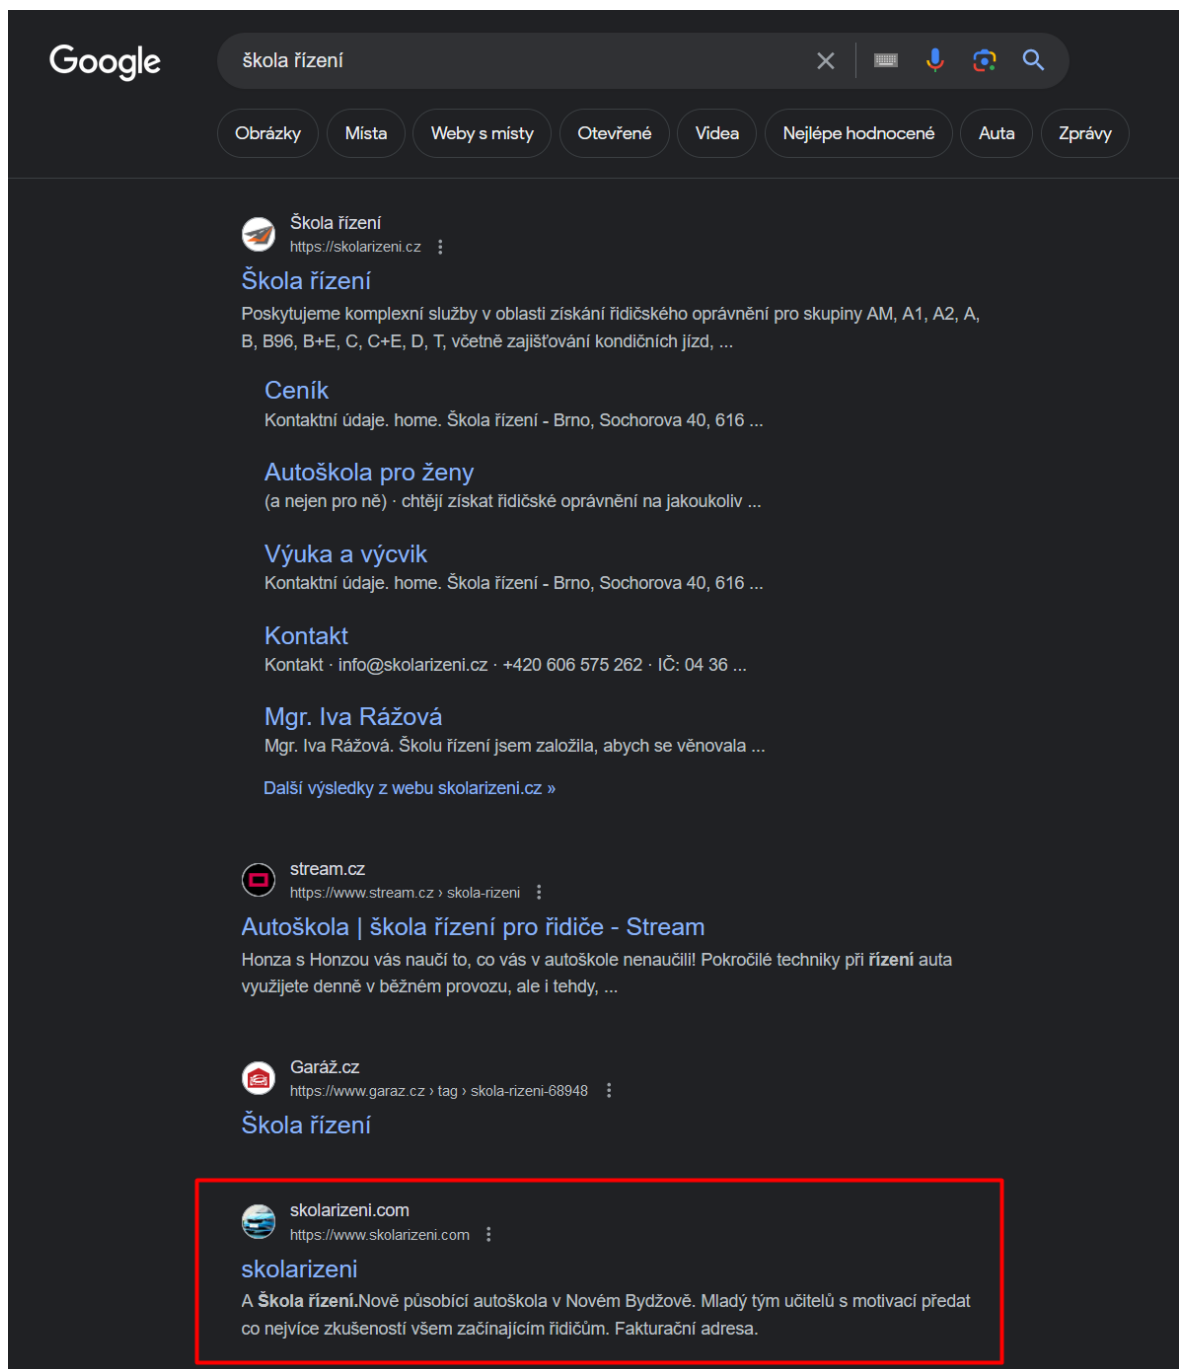 Google
škola řízení
Obrázky
Místa
Weby s místy
Otevřené
Videa
Nejlépe hodnocené
Auta
Zprávy
Škola řízení
https://skolarizeni.cz
Škola řízení
Poskytujeme komplexní služby v oblasti získání řidičského oprávnění pro skupiny AM, A1, A2, A,
B, B96, B+E, C, C+E, D, T, včetně zajišťování kondičních jízd, ...
Ceník
Kontaktní údaje. home. Škola řízení - Brno, Sochorova 40, 616 ...
Autoškola pro ženy
(a nejen pro ně) · chtějí získat řidičské oprávnění na jakoukoliv ...
Výuka a výcvik
Kontaktní údaje. home. Škola řízení - Brno, Sochorova 40, 616 ...
Kontakt
Kontakt · info@skolarizeni.cz · +420 606 575 262 · IČ: 04 36 ...
Mgr. Iva Rážová
Mgr. Iva Rážová. Školu řízení jsem založila, abych se věnovala ...
Další výsledky z webu skolarizeni.cz »
stream.cz
https://www.stream.cz › skola-rizeni
Autoškola | škola řízení pro řidiče - Stream
Honza s Honzou vás naučí to, co vás v autoškole nenaučili! Pokročilé techniky při řízení auta
využijete denně v běžném provozu, ale i tehdy, ...
Garáž.cz
https://www.garaz.cz › tag › skola-rizeni-68948
Škola řízení
skolarizeni.com
https://www.skolarizeni.com
skolarizeni
A Škola řízení.Nově působící autoškola v Novém Bydžově. Mladý tým učitelů s motivací předat
co nejvíce zkušeností všem začínajícím řidičům. Fakturační adresa.